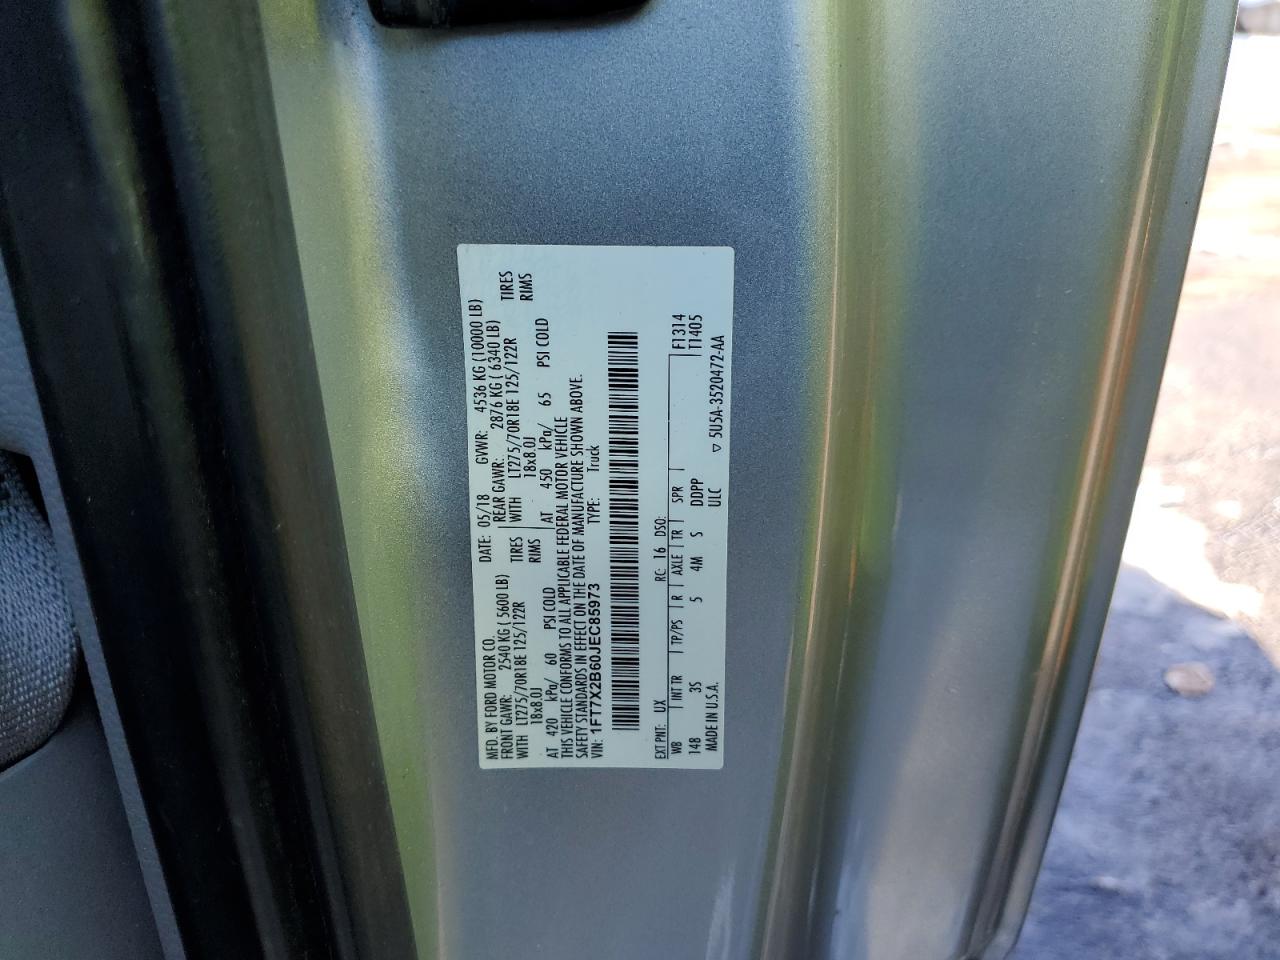 MFD. BY FORD MOTOR CO. DATE: 05/18 GVWR: 4536 KG (10000 LB)
FRONT GAWR: 2540 KG ( 5600 LB) REAR GAWR: 2876 KG ( 6340 LB)
WITH LT275/70R18E 125/122R TIRES WITH LT275/70R18E 125/122R TIRES
18x8.0J RIMS 18x8.0J RIMS
AT 420 kPa/ 60 PSI COLD AT 450 kPa/ 65 PSI COLD
THIS VEHICLE CONFORMS TO ALL APPLICABLE FEDERAL MOTOR VEHICLE
SAFETY STANDARDS IN EFFECT ON THE DATE OF MANUFACTURE SHOWN ABOVE.
VIN: 1FT7X2B60JEC85973 TYPE: Truck
EXT PNT: UX RC: 16 DSO:
WB INT TR TP/PS R AXLE TR SPR F1314
148 3S 5 4M S DDPP T1405
MADE IN U.S.A. ULC ▽ 5U5A-3520472-AA